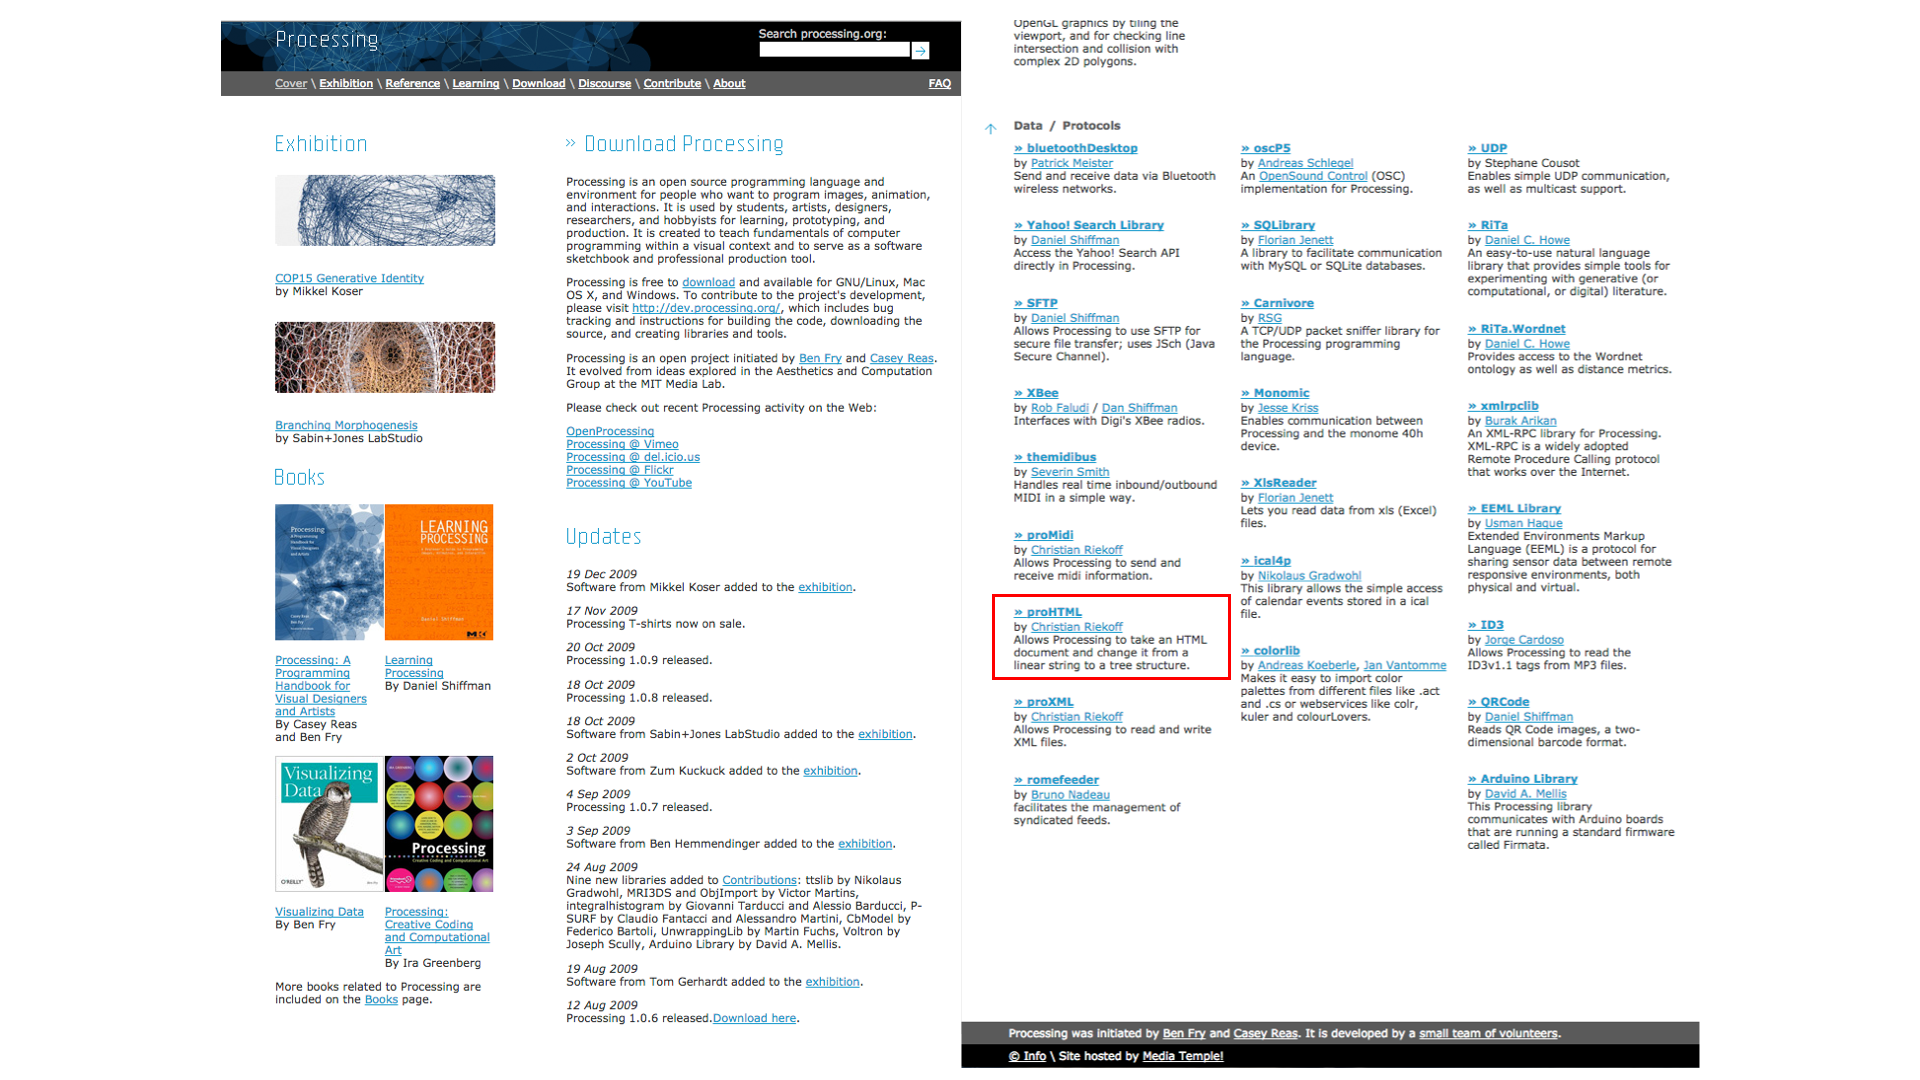 Processing
Search processing.org:
Cover \ Exhibition \ Reference \ Learning \ Download \ Discourse \ Contribute \ About
FAQ
Exhibition
COP15 Generative Identity
by Mikkel Koser
Branching Morphogenesis
by Sabin+Jones LabStudio
Books
Processing
LEARNING
PROCESSING
Daniel Shiffman
Processing: A
Programming
Handbook for
Visual Designers
and Artists
By Casey Reas
and Ben Fry
Learning
Processing
By Daniel Shiffman
Visualizing
Data
O'REILLY
Ben Fry
Processing
Creative Coding and Computational Art
Visualizing Data
By Ben Fry
Processing:
Creative Coding
and Computational
Art
By Ira Greenberg
More books related to Processing are
included on the Books page.
» Download Processing
Processing is an open source programming language and
environment for people who want to program images, animation,
and interactions. It is used by students, artists, designers,
researchers, and hobbyists for learning, prototyping, and
production. It is created to teach fundamentals of computer
programming within a visual context and to serve as a software
sketchbook and professional production tool.
Processing is free to download and available for GNU/Linux, Mac
OS X, and Windows. To contribute to the project's development,
please visit http://dev.processing.org/, which includes bug
tracking and instructions for building the code, downloading the
source, and creating libraries and tools.
Processing is an open project initiated by Ben Fry and Casey Reas.
It evolved from ideas explored in the Aesthetics and Computation
Group at the MIT Media Lab.
Please check out recent Processing activity on the Web:
OpenProcessing
Processing @ Vimeo
Processing @ del.icio.us
Processing @ Flickr
Processing @ YouTube
Updates
19 Dec 2009
Software from Mikkel Koser added to the exhibition.
17 Nov 2009
Processing T-shirts now on sale.
20 Oct 2009
Processing 1.0.9 released.
18 Oct 2009
Processing 1.0.8 released.
18 Oct 2009
Software from Sabin+Jones LabStudio added to the exhibition.
2 Oct 2009
Software from Zum Kuckuck added to the exhibition.
4 Sep 2009
Processing 1.0.7 released.
3 Sep 2009
Software from Ben Hemmendinger added to the exhibition.
24 Aug 2009
Nine new libraries added to Contributions: ttslib by Nikolaus
Gradwohl, MRI3DS and ObjImport by Victor Martins,
integralhistogram by Giovanni Tarducci and Alessio Barducci, P-
SURF by Claudio Fantacci and Alessandro Martini, CbModel by
Federico Bartoli, UnwrappingLib by Martin Fuchs, Voltron by
Joseph Scully, Arduino Library by David A. Mellis.
19 Aug 2009
Software from Tom Gerhardt added to the exhibition.
12 Aug 2009
Processing 1.0.6 released.Download here.
OpenGL graphics by tiling the
viewport, and for checking line
intersection and collision with
complex 2D polygons.
Data / Protocols
» bluetoothDesktop
by Patrick Meister
Send and receive data via Bluetooth
wireless networks.
» Yahoo! Search Library
by Daniel Shiffman
Access the Yahoo! Search API
directly in Processing.
» SFTP
by Daniel Shiffman
Allows Processing to use SFTP for
secure file transfer; uses JSch (Java
Secure Channel).
» XBee
by Rob Faludi / Dan Shiffman
Interfaces with Digi's XBee radios.
» themidibus
by Severin Smith
Handles real time inbound/outbound
MIDI in a simple way.
» proMidi
by Christian Riekoff
Allows Processing to send and
receive midi information.
» proHTML
by Christian Riekoff
Allows Processing to take an HTML
document and change it from a
linear string to a tree structure.
» proXML
by Christian Riekoff
Allows Processing to read and write
XML files.
» romefeeder
by Bruno Nadeau
facilitates the management of
syndicated feeds.
» oscP5
by Andreas Schlegel
An OpenSound Control (OSC)
implementation for Processing.
» SQLibrary
by Florian Jenett
A library to facilitate communication
with MySQL or SQLite databases.
» Carnivore
by RSG
A TCP/UDP packet sniffer library for
the Processing programming
language.
» Monomic
by Jesse Kriss
Enables communication between
Processing and the monome 40h
device.
» XlsReader
by Florian Jenett
Lets you read data from xls (Excel)
files.
» ical4p
by Nikolaus Gradwohl
This library allows the simple access
of calendar events stored in a ical
file.
» colorlib
by Andreas Koeberle, Jan Vantomme
Makes it easy to import color
palettes from different files like .act
and .cs or webservices like colr,
kuler and colourLovers.
» UDP
by Stephane Cousot
Enables simple UDP communication,
as well as multicast support.
» RiTa
by Daniel C. Howe
An easy-to-use natural language
library that provides simple tools for
experimenting with generative (or
computational, or digital) literature.
» RiTa.Wordnet
by Daniel C. Howe
Provides access to the Wordnet
ontology as well as distance metrics.
» xmlrpclib
by Burak Arikan
An XML-RPC library for Processing.
XML-RPC is a widely adopted
Remote Procedure Calling protocol
that works over the Internet.
» EEML Library
by Usman Haque
Extended Environments Markup
Language (EEML) is a protocol for
sharing sensor data between remote
responsive environments, both
physical and virtual.
» ID3
by Jorge Cardoso
Allows Processing to read the
ID3v1.1 tags from MP3 files.
» QRCode
by Daniel Shiffman
Reads QR Code images, a two-
dimensional barcode format.
» Arduino Library
by David A. Mellis
This Processing library
communicates with Arduino boards
that are running a standard firmware
called Firmata.
Processing was initiated by Ben Fry and Casey Reas. It is developed by a small team of volunteers.
© Info \ Site hosted by Media Temple!